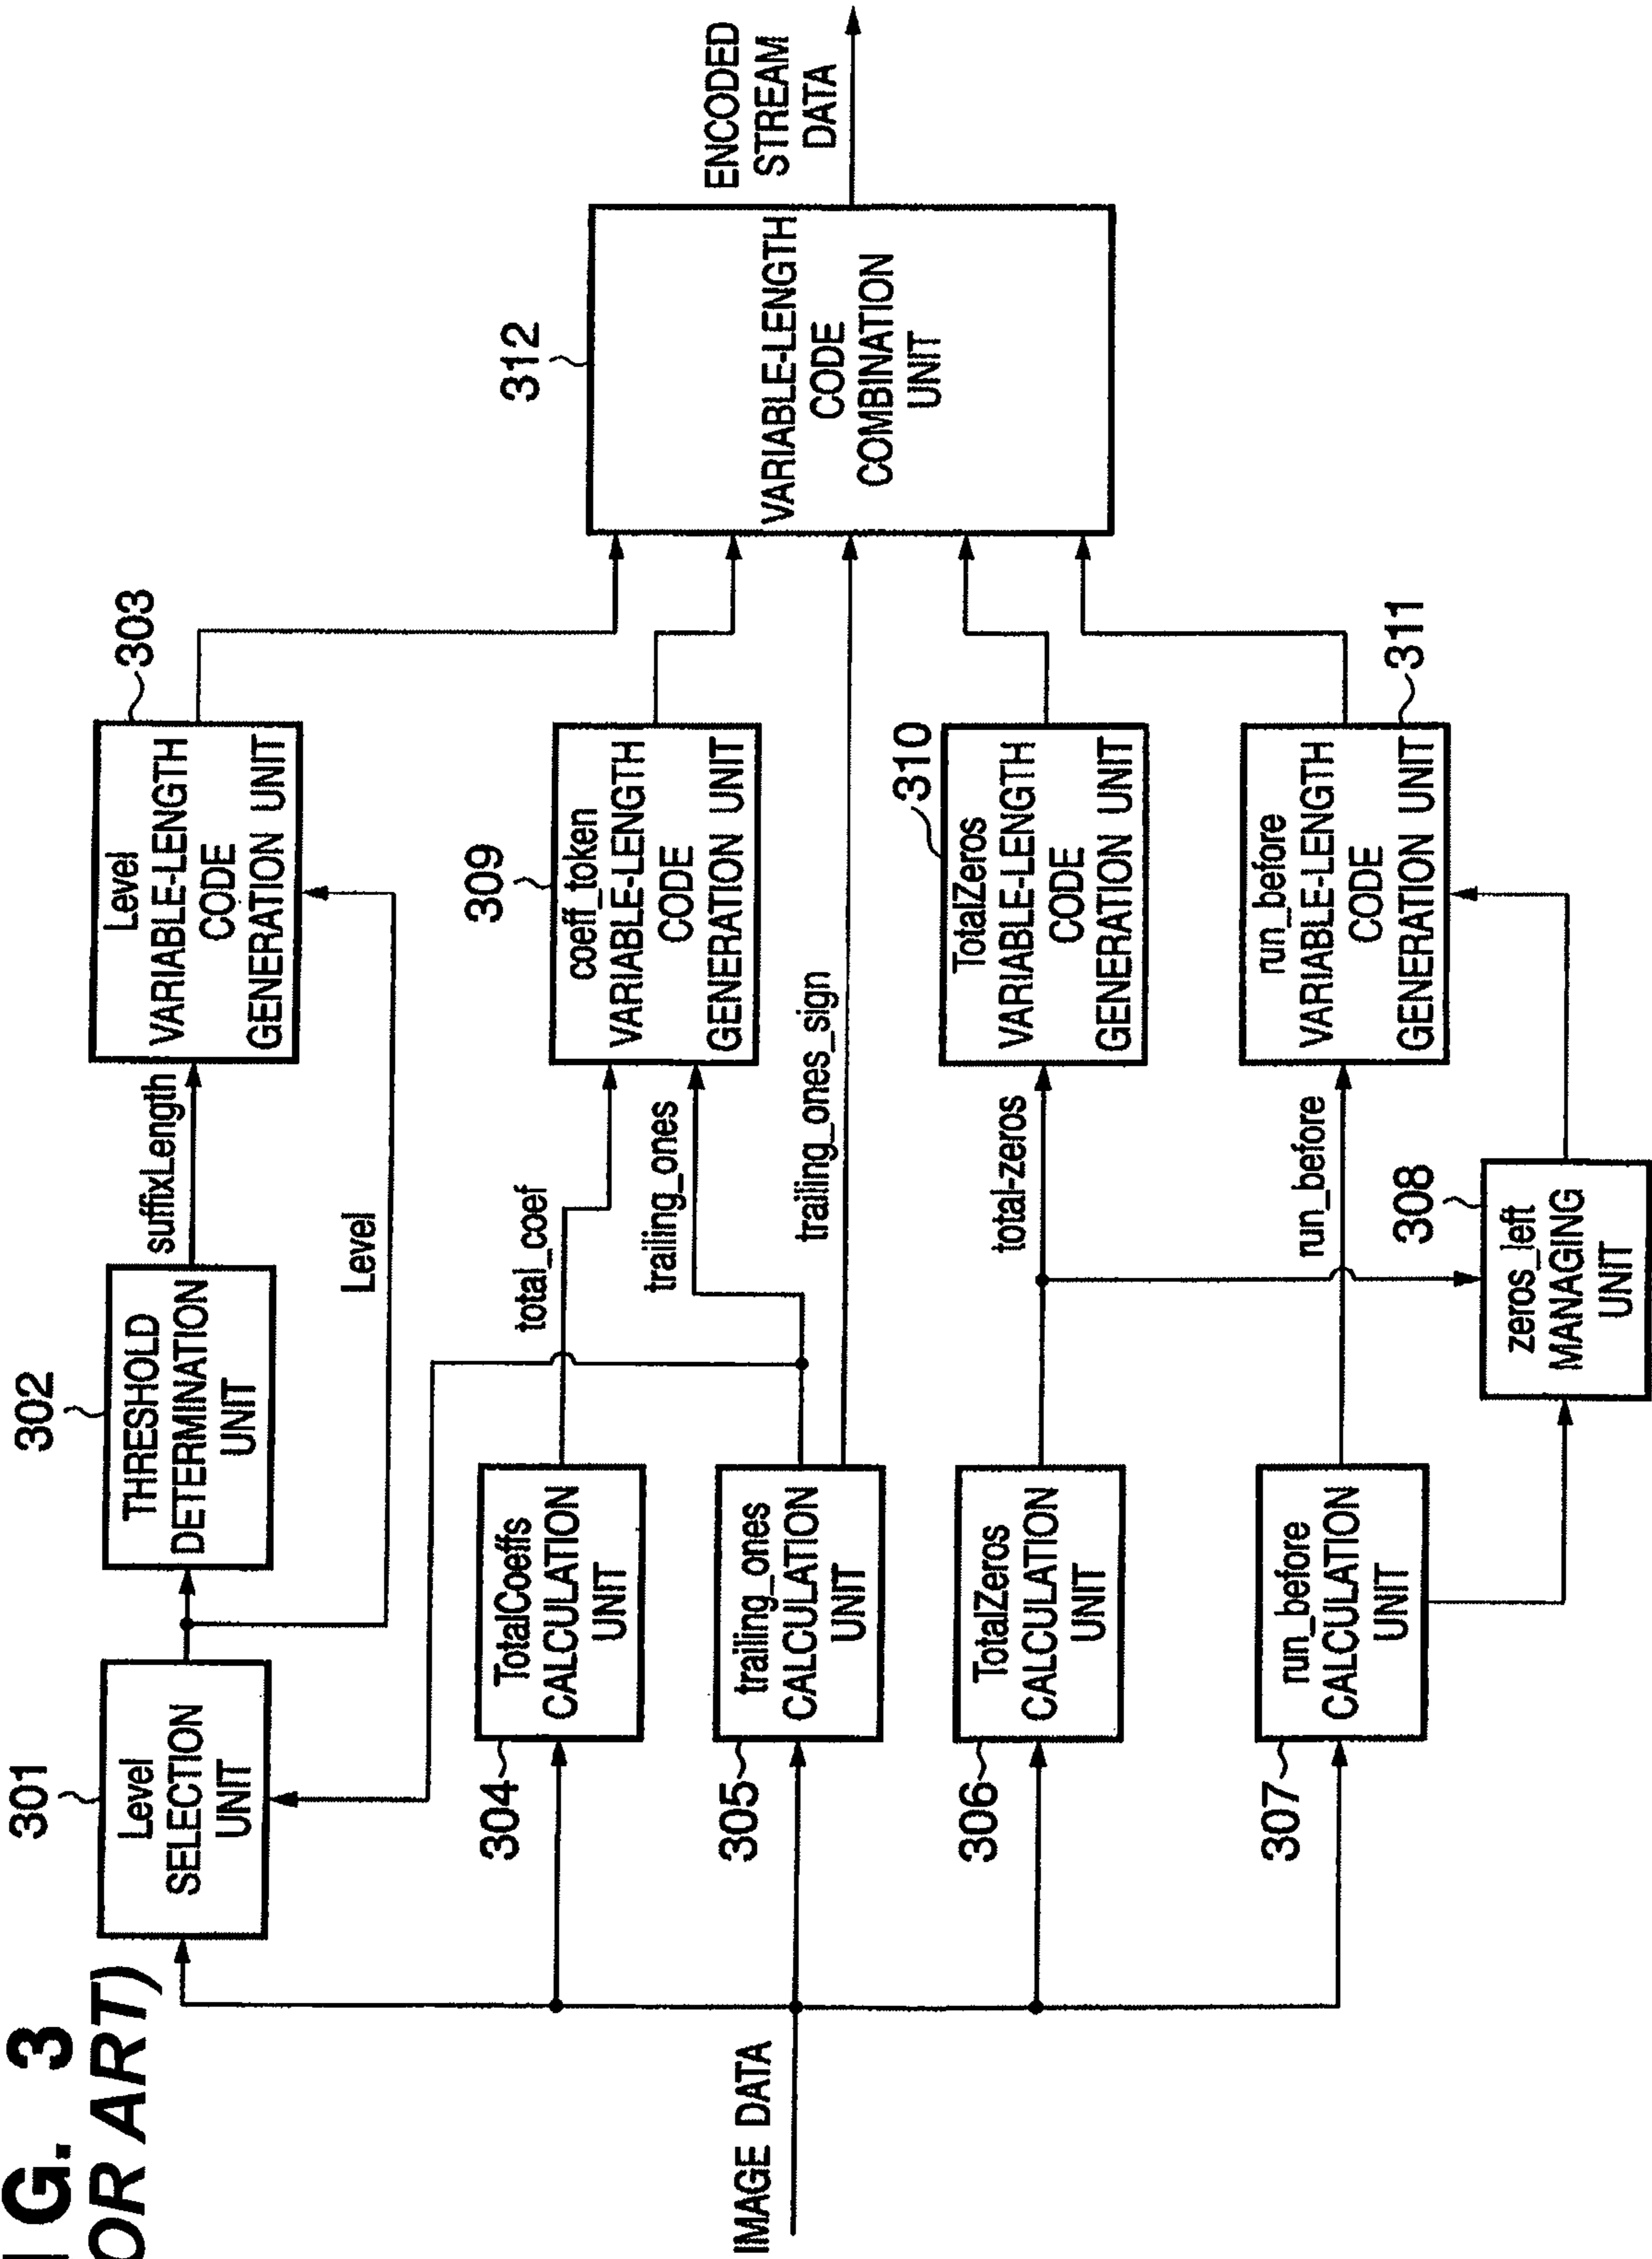 IG. 3
OR ART)
301
Level
SELECTION
UNIT
302
THRESHOLD
DETERMINATION
UNIT
suffixLength
Level
303
Level
VARIABLE-LENGTH
CODE
GENERATION UNIT
304
TotalCoeffs
CALCULATION
UNIT
total_coef
305
trailing_ones
CALCULATION
UNIT
trailing_ones
trailing_ones_sign
309
coeff_token
VARIABLE-LENGTH
CODE
GENERATION UNIT
IMAGE DATA
306
TotalZeros
CALCULATION
UNIT
total-zeros
310
TotalZeros
VARIABLE-LENGTH
CODE
GENERATION UNIT
307
run_before
CALCULATION
UNIT
run_before
308
zeros_left
MANAGING
UNIT
run_before
VARIABLE-LENGTH
CODE
GENERATION UNIT
311
312
VARIABLE-LENGTH
CODE
COMBINATION
UNIT
ENCODED
STREAM
DATA